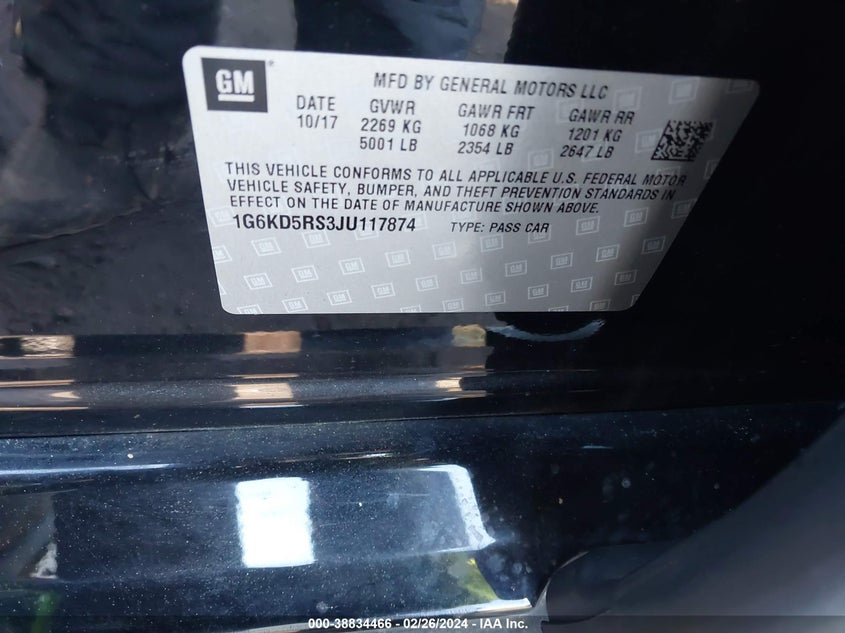 GM
MFD BY GENERAL MOTORS LLC
DATE GVWR GAWR FRT GAWR RR
10/17 2269 KG 1068 KG 1201 KG
5001 LB 2354 LB 2647 LB
THIS VEHICLE CONFORMS TO ALL APPLICABLE U.S. FEDERAL MOTOR
VEHICLE SAFETY, BUMPER, AND THEFT PREVENTION STANDARDS IN
EFFECT ON THE DATE OF MANUFACTURE SHOWN ABOVE.
1G6KD5RS3JU117874 TYPE: PASS CAR
000-38834466 - 02/26/2024 - IAA Inc.